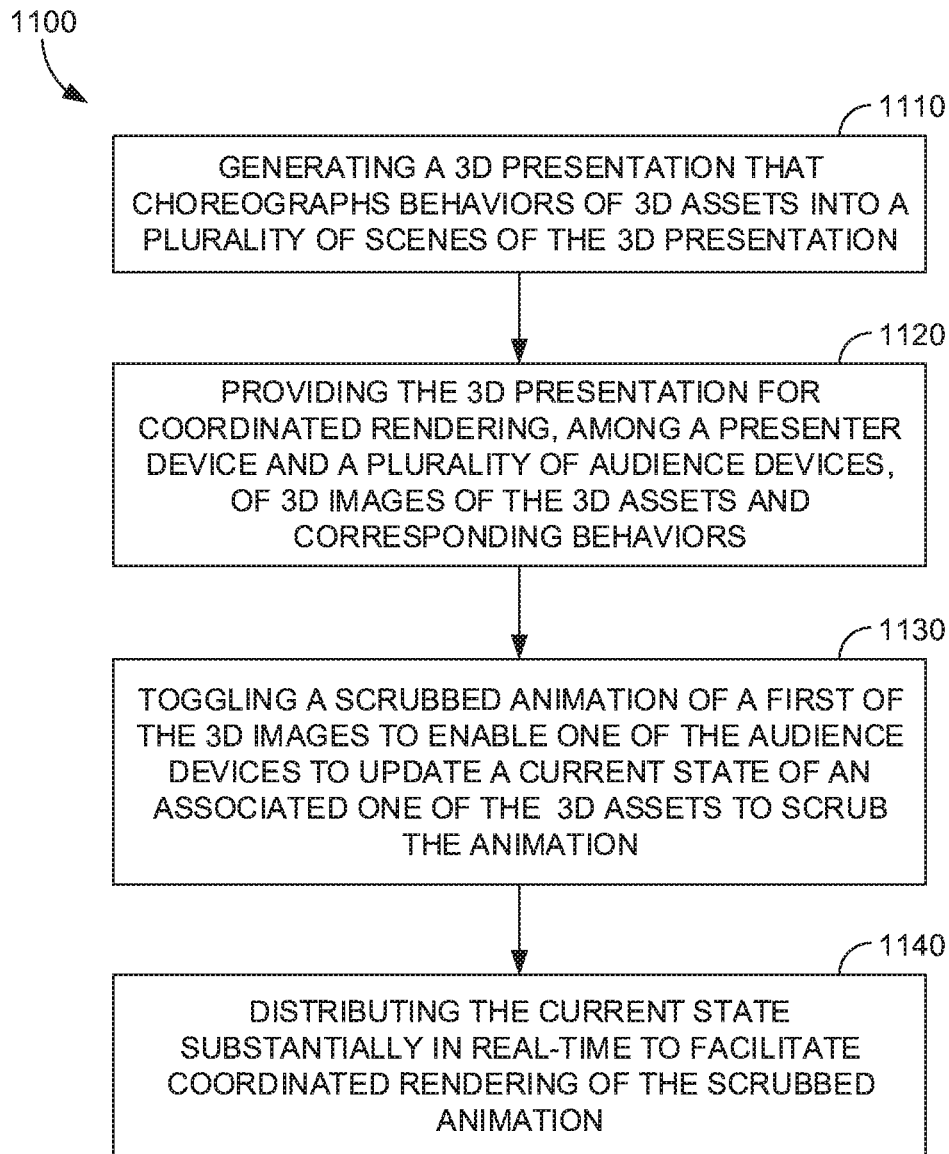 1100
1110
GENERATING A 3D PRESENTATION THAT
CHOREOGRAPHS BEHAVIORS OF 3D ASSETS INTO A
PLURALITY OF SCENES OF THE 3D PRESENTATION
1120
PROVIDING THE 3D PRESENTATION FOR
COORDINATED RENDERING, AMONG A PRESENTER
DEVICE AND A PLURALITY OF AUDIENCE DEVICES,
OF 3D IMAGES OF THE 3D ASSETS AND
CORRESPONDING BEHAVIORS
1130
TOGGLING A SCRUBBED ANIMATION OF A FIRST OF
THE 3D IMAGES TO ENABLE ONE OF THE AUDIENCE
DEVICES TO UPDATE A CURRENT STATE OF AN
ASSOCIATED ONE OF THE 3D ASSETS TO SCRUB
THE ANIMATION
1140
DISTRIBUTING THE CURRENT STATE
SUBSTANTIALLY IN REAL-TIME TO FACILITATE
COORDINATED RENDERING OF THE SCRUBBED
ANIMATION